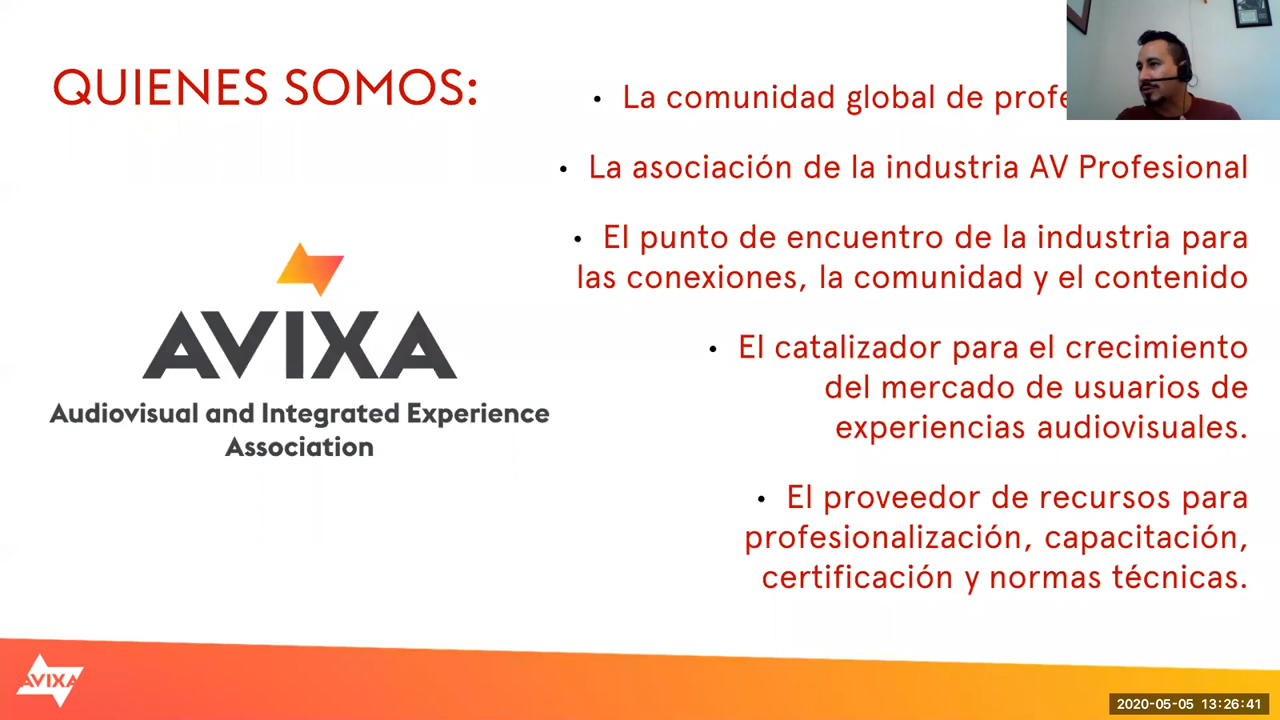 QUIENES SOMOS:
• La comunidad global de
• La asociación de la industria AV Profesional
• El punto de encuentro de la industria para
las conexiones, la comunidad y el contenido
• El catalizador para el crecimiento
del mercado de usuarios de
experiencias audiovisuales.
• El proveedor de recursos para
profesionalización, capacitación,
certificación y normas técnicas.
AVIXA
Audiovisual and Integrated Experience
Association
AVIXA
2020-05-05 13:26:41